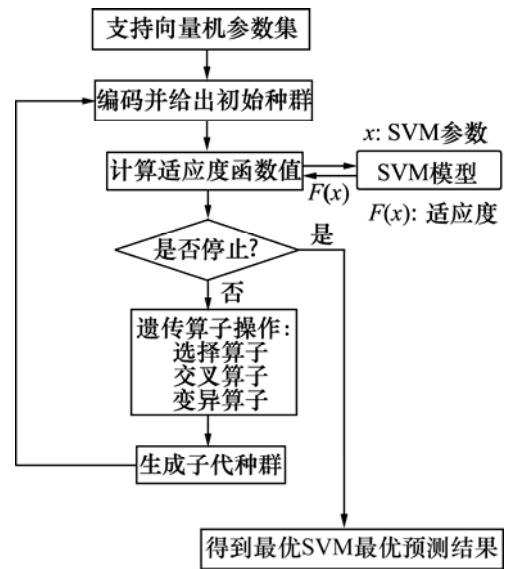 支持向量机参数集
编码并给出初始种群
x: SVM参数
计算适应度函数值
SVM模型
F(x)
F(x): 适应度
是否停止?
是
否
遗传算子操作:
选择算子
交叉算子
变异算子
生成子代种群
得到最优SVM最优预测结果